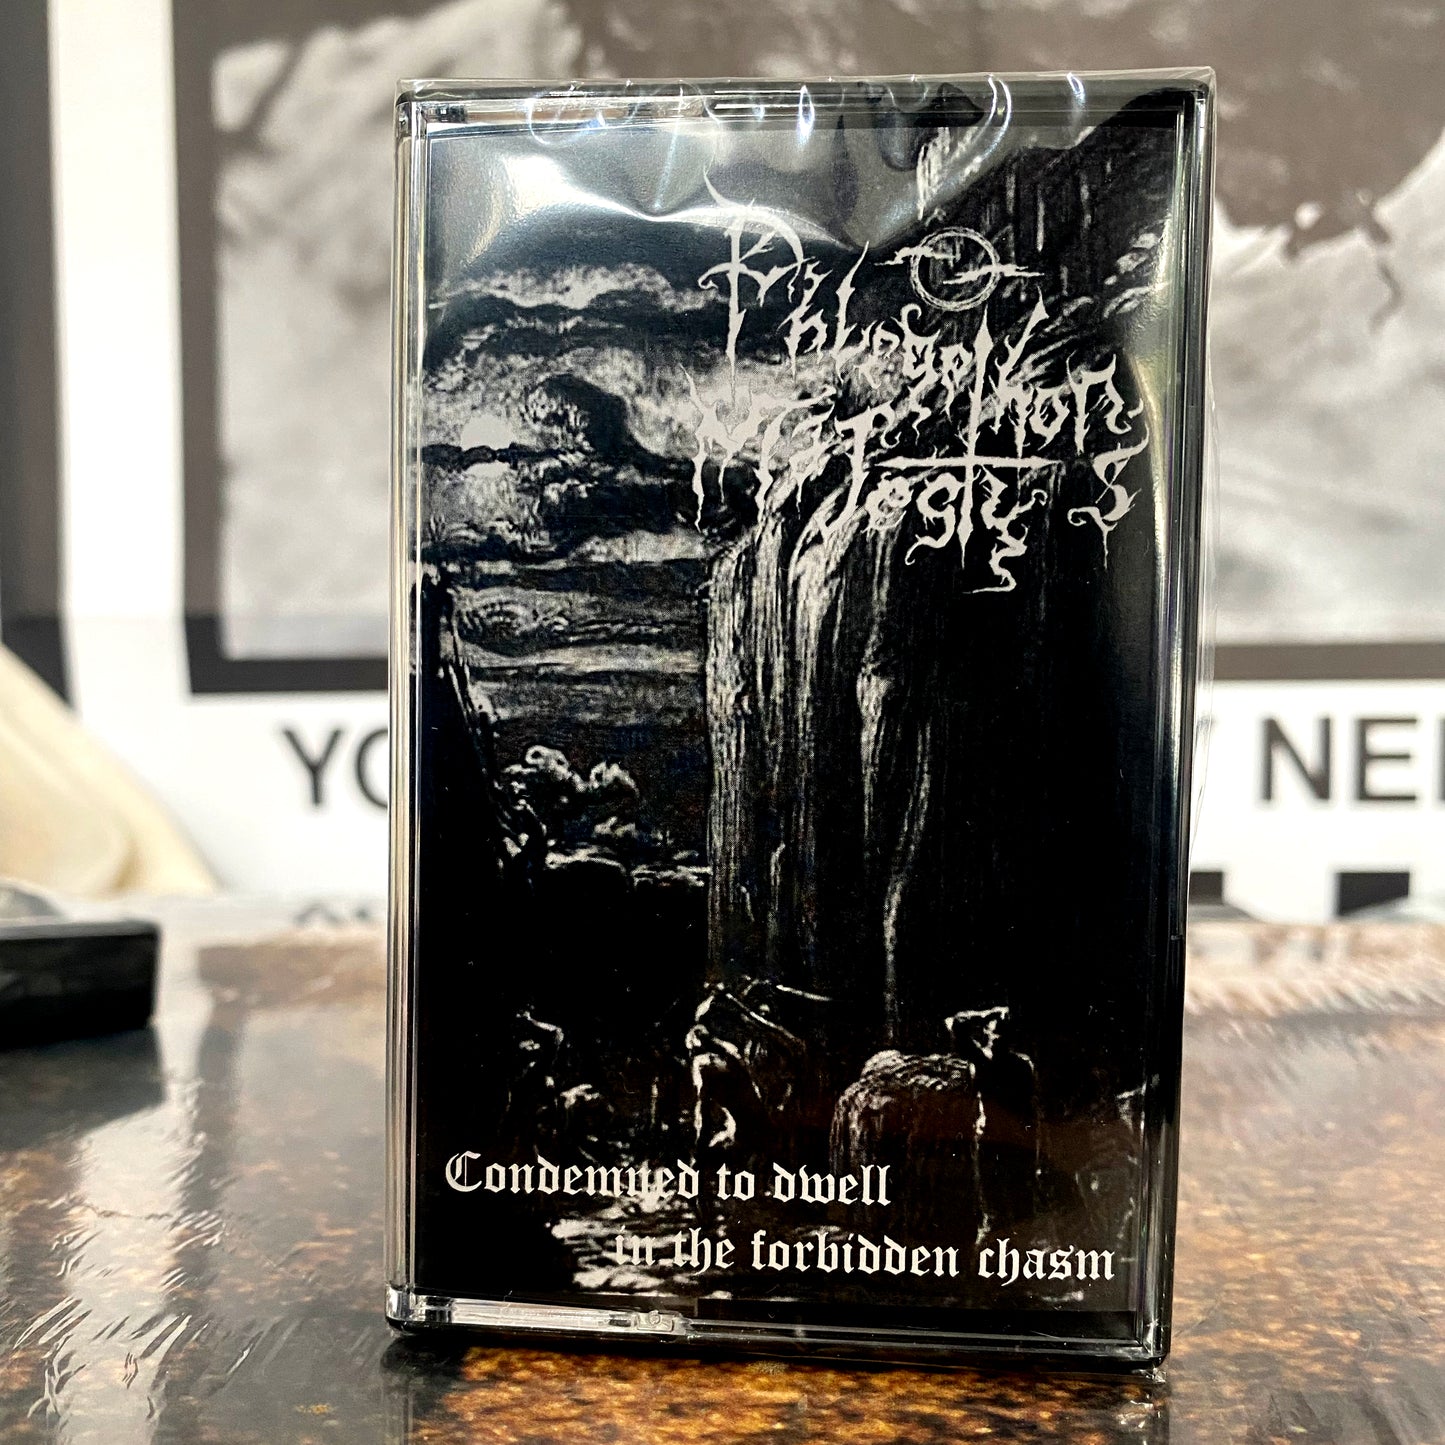 Phlegethon's
Majesty
Condemned to dwell
in the forbidden chasm
YO
NE